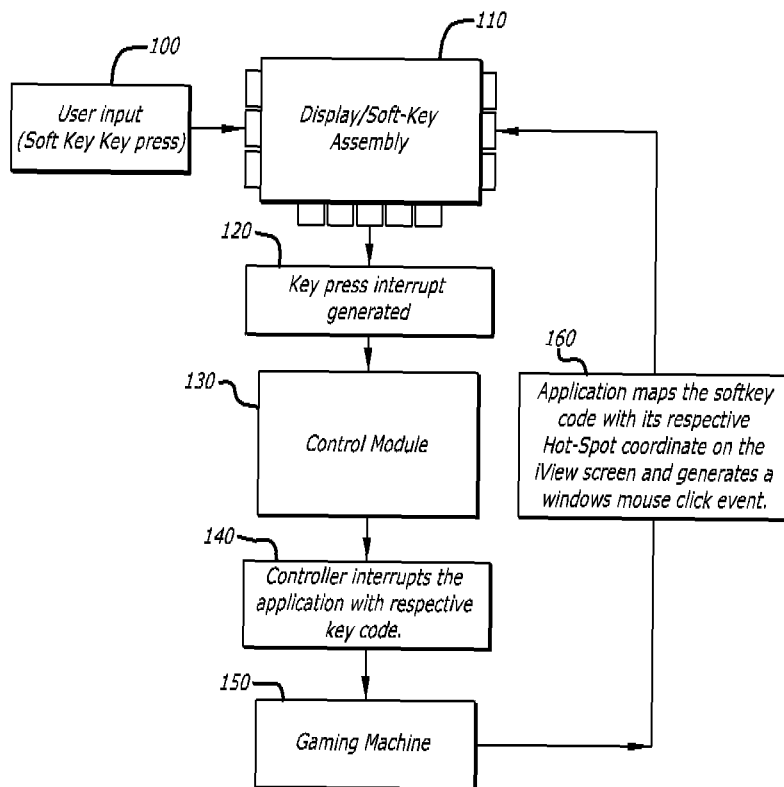 100
User input
(Soft Key Key press)
110
Display/Soft-Key
Assembly
120
Key press interrupt
generated
130
Control Module
140
Controller interrupts the
application with respective
key code.
150
Gaming Machine
160
Application maps the softkey
code with its respective
Hot-Spot coordinate on the
iView screen and generates a
windows mouse click event.